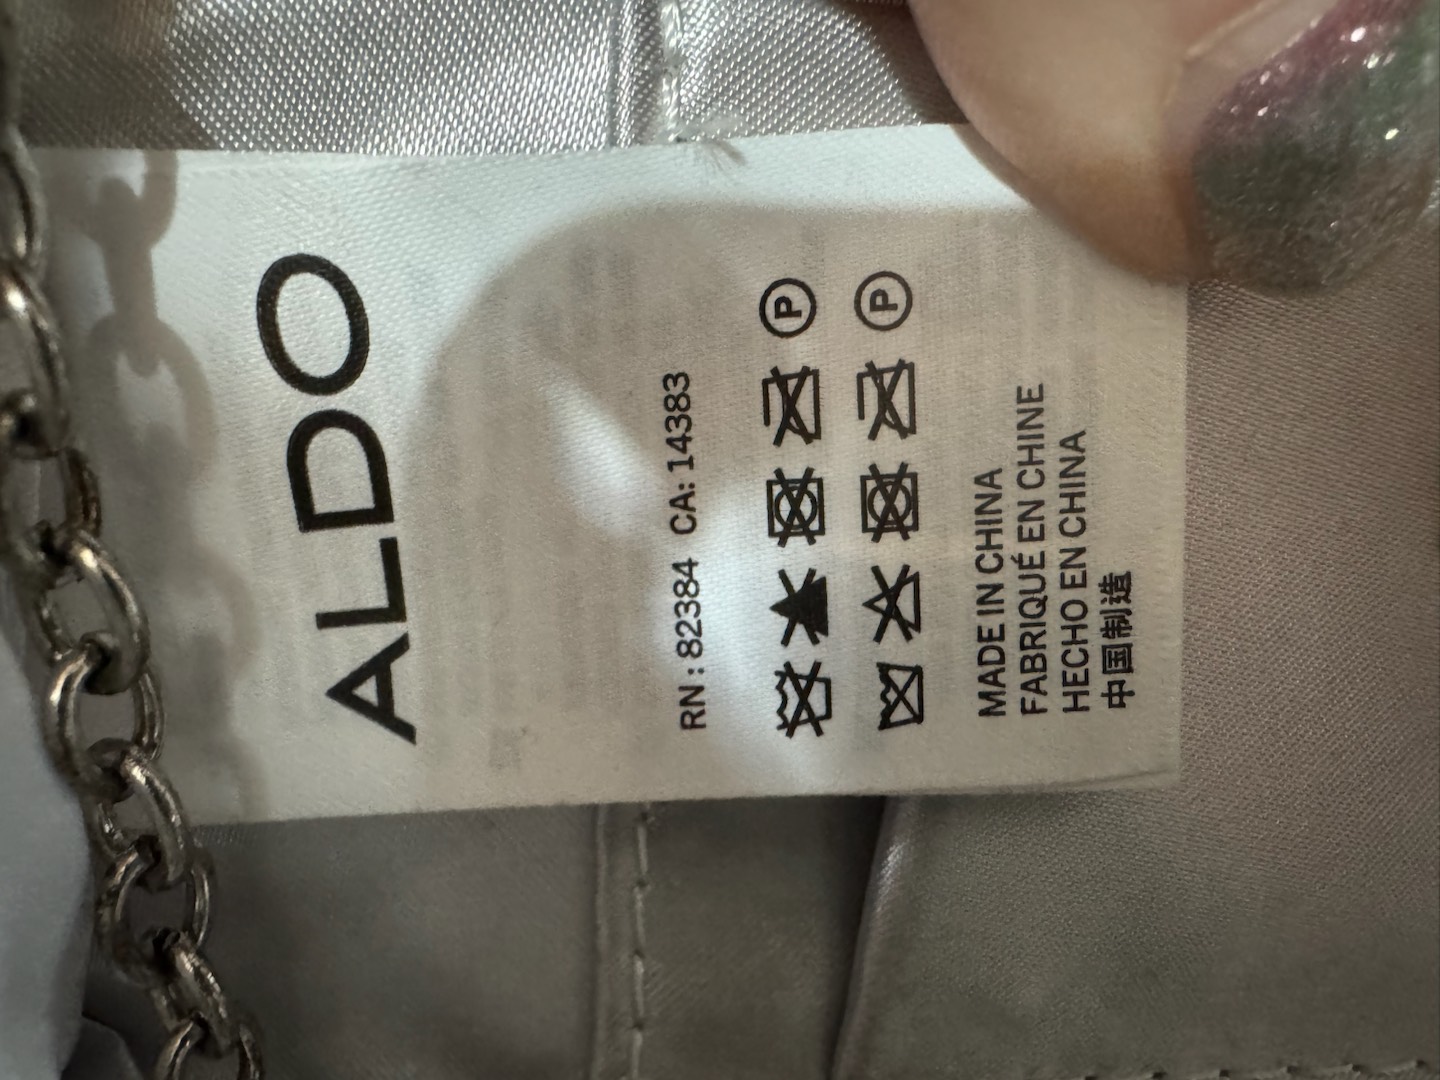 ALDO
RN: 82384 CA: 14383
P
P
MADE IN CHINA
FABRIQUÉ EN CHINE
HECHO EN CHINA
中国制造